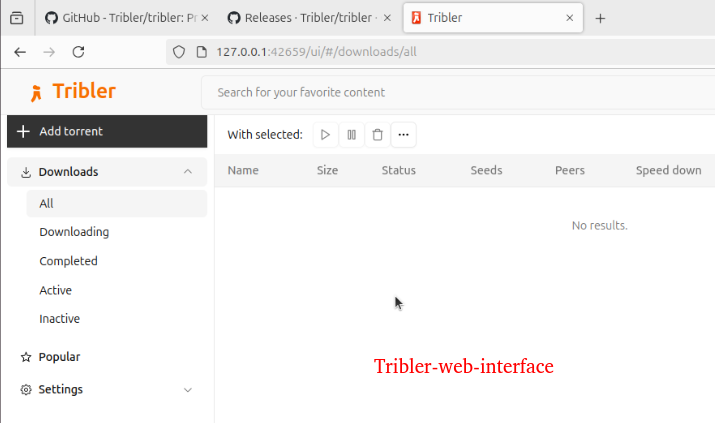 GitHub - Tribler/tribler: Pr
Releases · Tribler/tribler ·
Tribler
127.0.0.1:42659/ui/#/downloads/all
Tribler
Search for your favorite content
Add torrent
With selected:
Downloads
Name Size Status Seeds Peers Speed down
All
No results.
Downloading
Completed
Active
Inactive
Popular
Tribler-web-interface
Settings